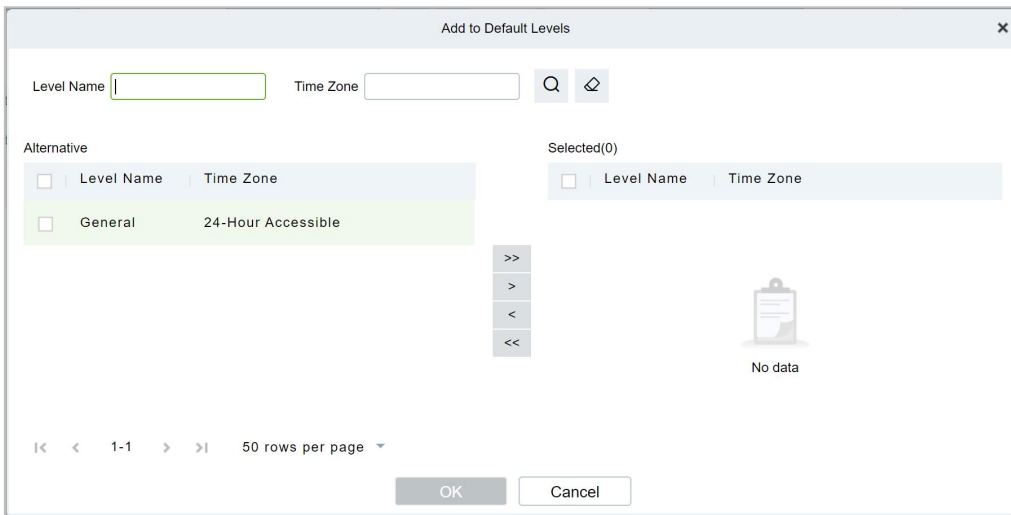 Add to Default Levels
Level Name
Time Zone
Alternative
Selected(0)
Level Name Time Zone
Level Name Time Zone
General 24-Hour Accessible
>>
>
<
<<
No data
1-1 50 rows per page
OK Cancel